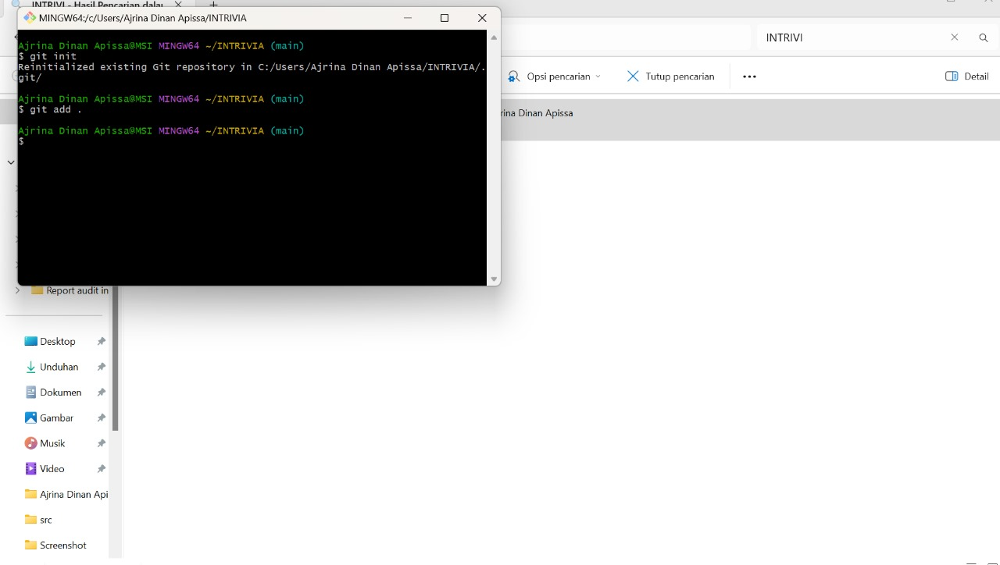 INTRIVI - Hasil Pencarian dalai
MINGW64:/c/Users/Ajrina Dinan Apissa/INTRIVIA
INTRIVI
Ajrina Dinan Apissa@MSI MINGW64 ~/INTRIVIA (main)
$ git init
Reinitialized existing Git repository in C:/Users/Ajrina Dinan Apissa/INTRIVIA/.
git/
Ajrina Dinan Apissa@MSI MINGW64 ~/INTRIVIA (main)
$ git add .
Ajrina Dinan Apissa@MSI MINGW64 ~/INTRIVIA (main)
$
Opsi pencarian
Tutup pencarian
Detail
rina Dinan Apissa
Report audit in
Desktop
Unduhan
Dokumen
Gambar
Musik
Video
Ajrina Dinan Api
src
Screenshot